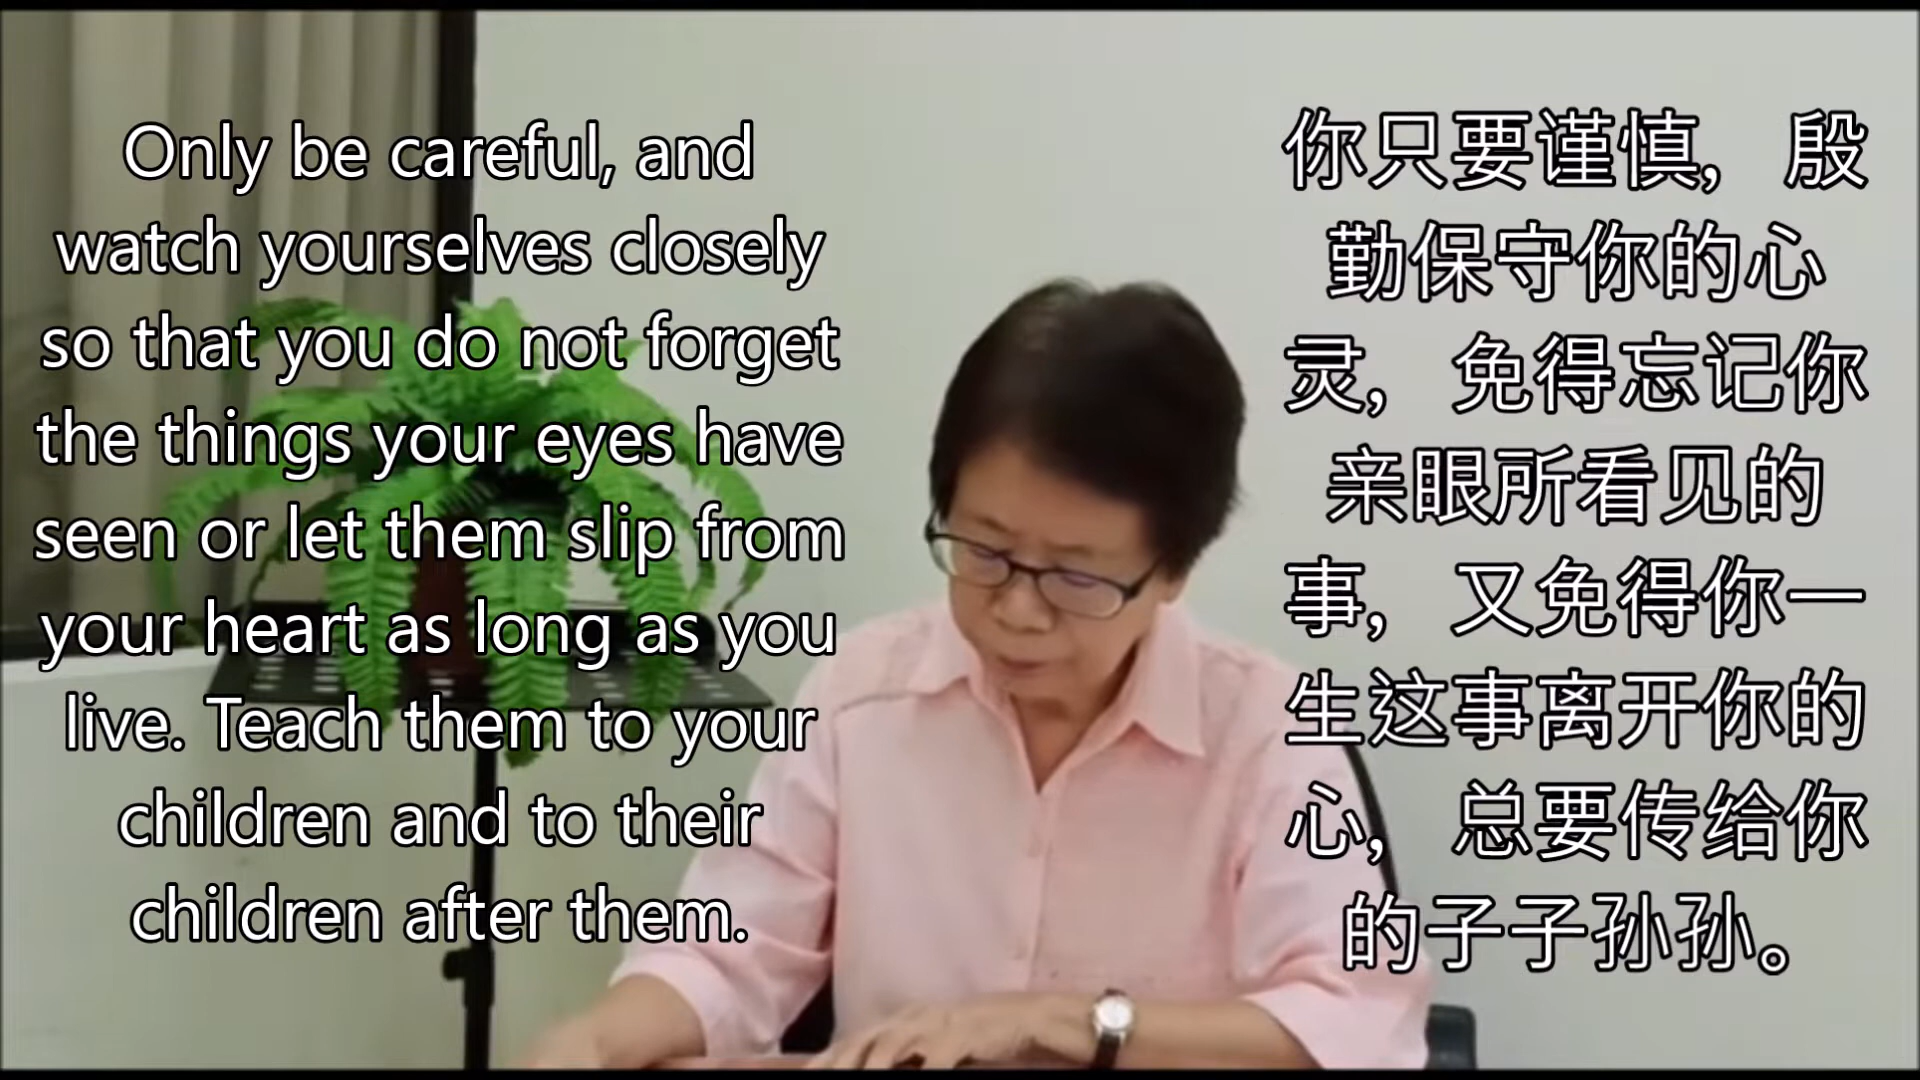 Only be careful, and
watch yourselves closely
so that you do not forget
the things your eyes have
seen or let them slip from
your heart as long as you
live. Teach them to your
children and to their
children after them.
你只要谨慎，殷
勤保守你的心
灵，免得忘记你
亲眼所看见的
事，又免得你一
生这事离开你的
心，总要传给你
的子子孙孙。